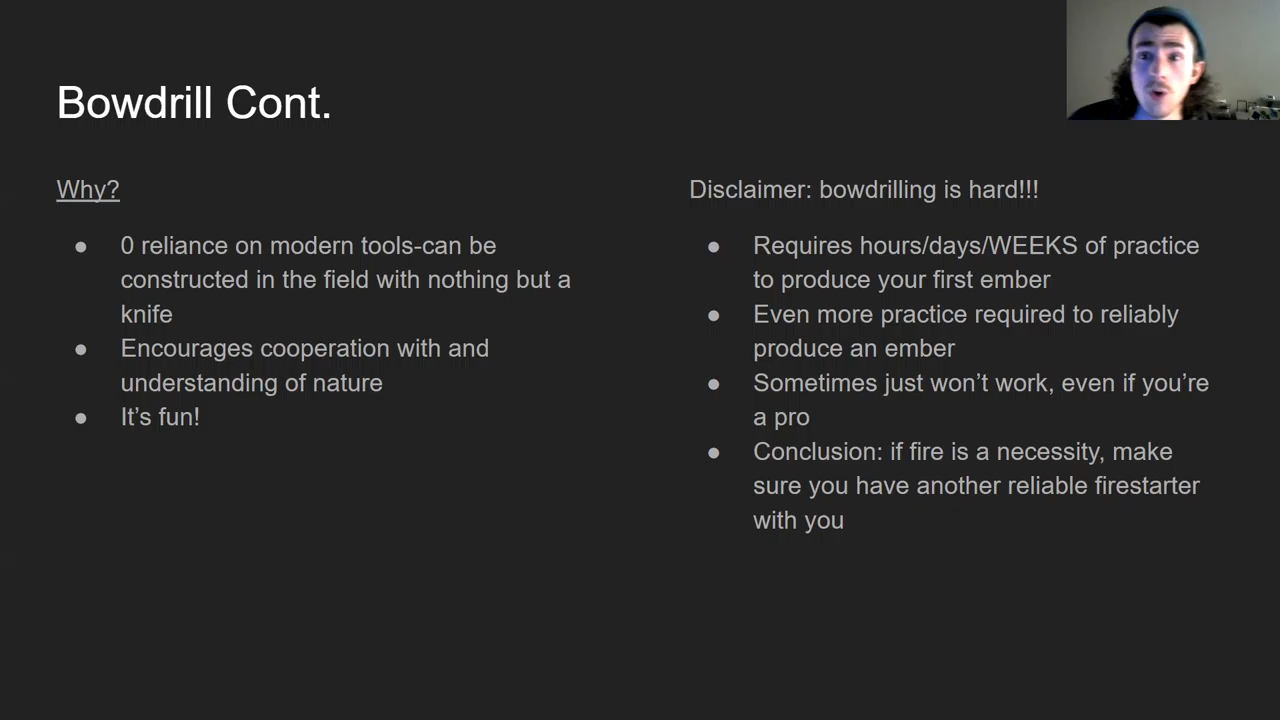 Bowdrill Cont.
Why?
● 0 reliance on modern tools-can be
constructed in the field with nothing but a
knife
● Encourages cooperation with and
understanding of nature
● It’s fun!
Disclaimer: bowdrilling is hard!!!
● Requires hours/days/WEEKS of practice
to produce your first ember
● Even more practice required to reliably
produce an ember
● Sometimes just won’t work, even if you’re
a pro
● Conclusion: if fire is a necessity, make
sure you have another reliable firestarter
with you